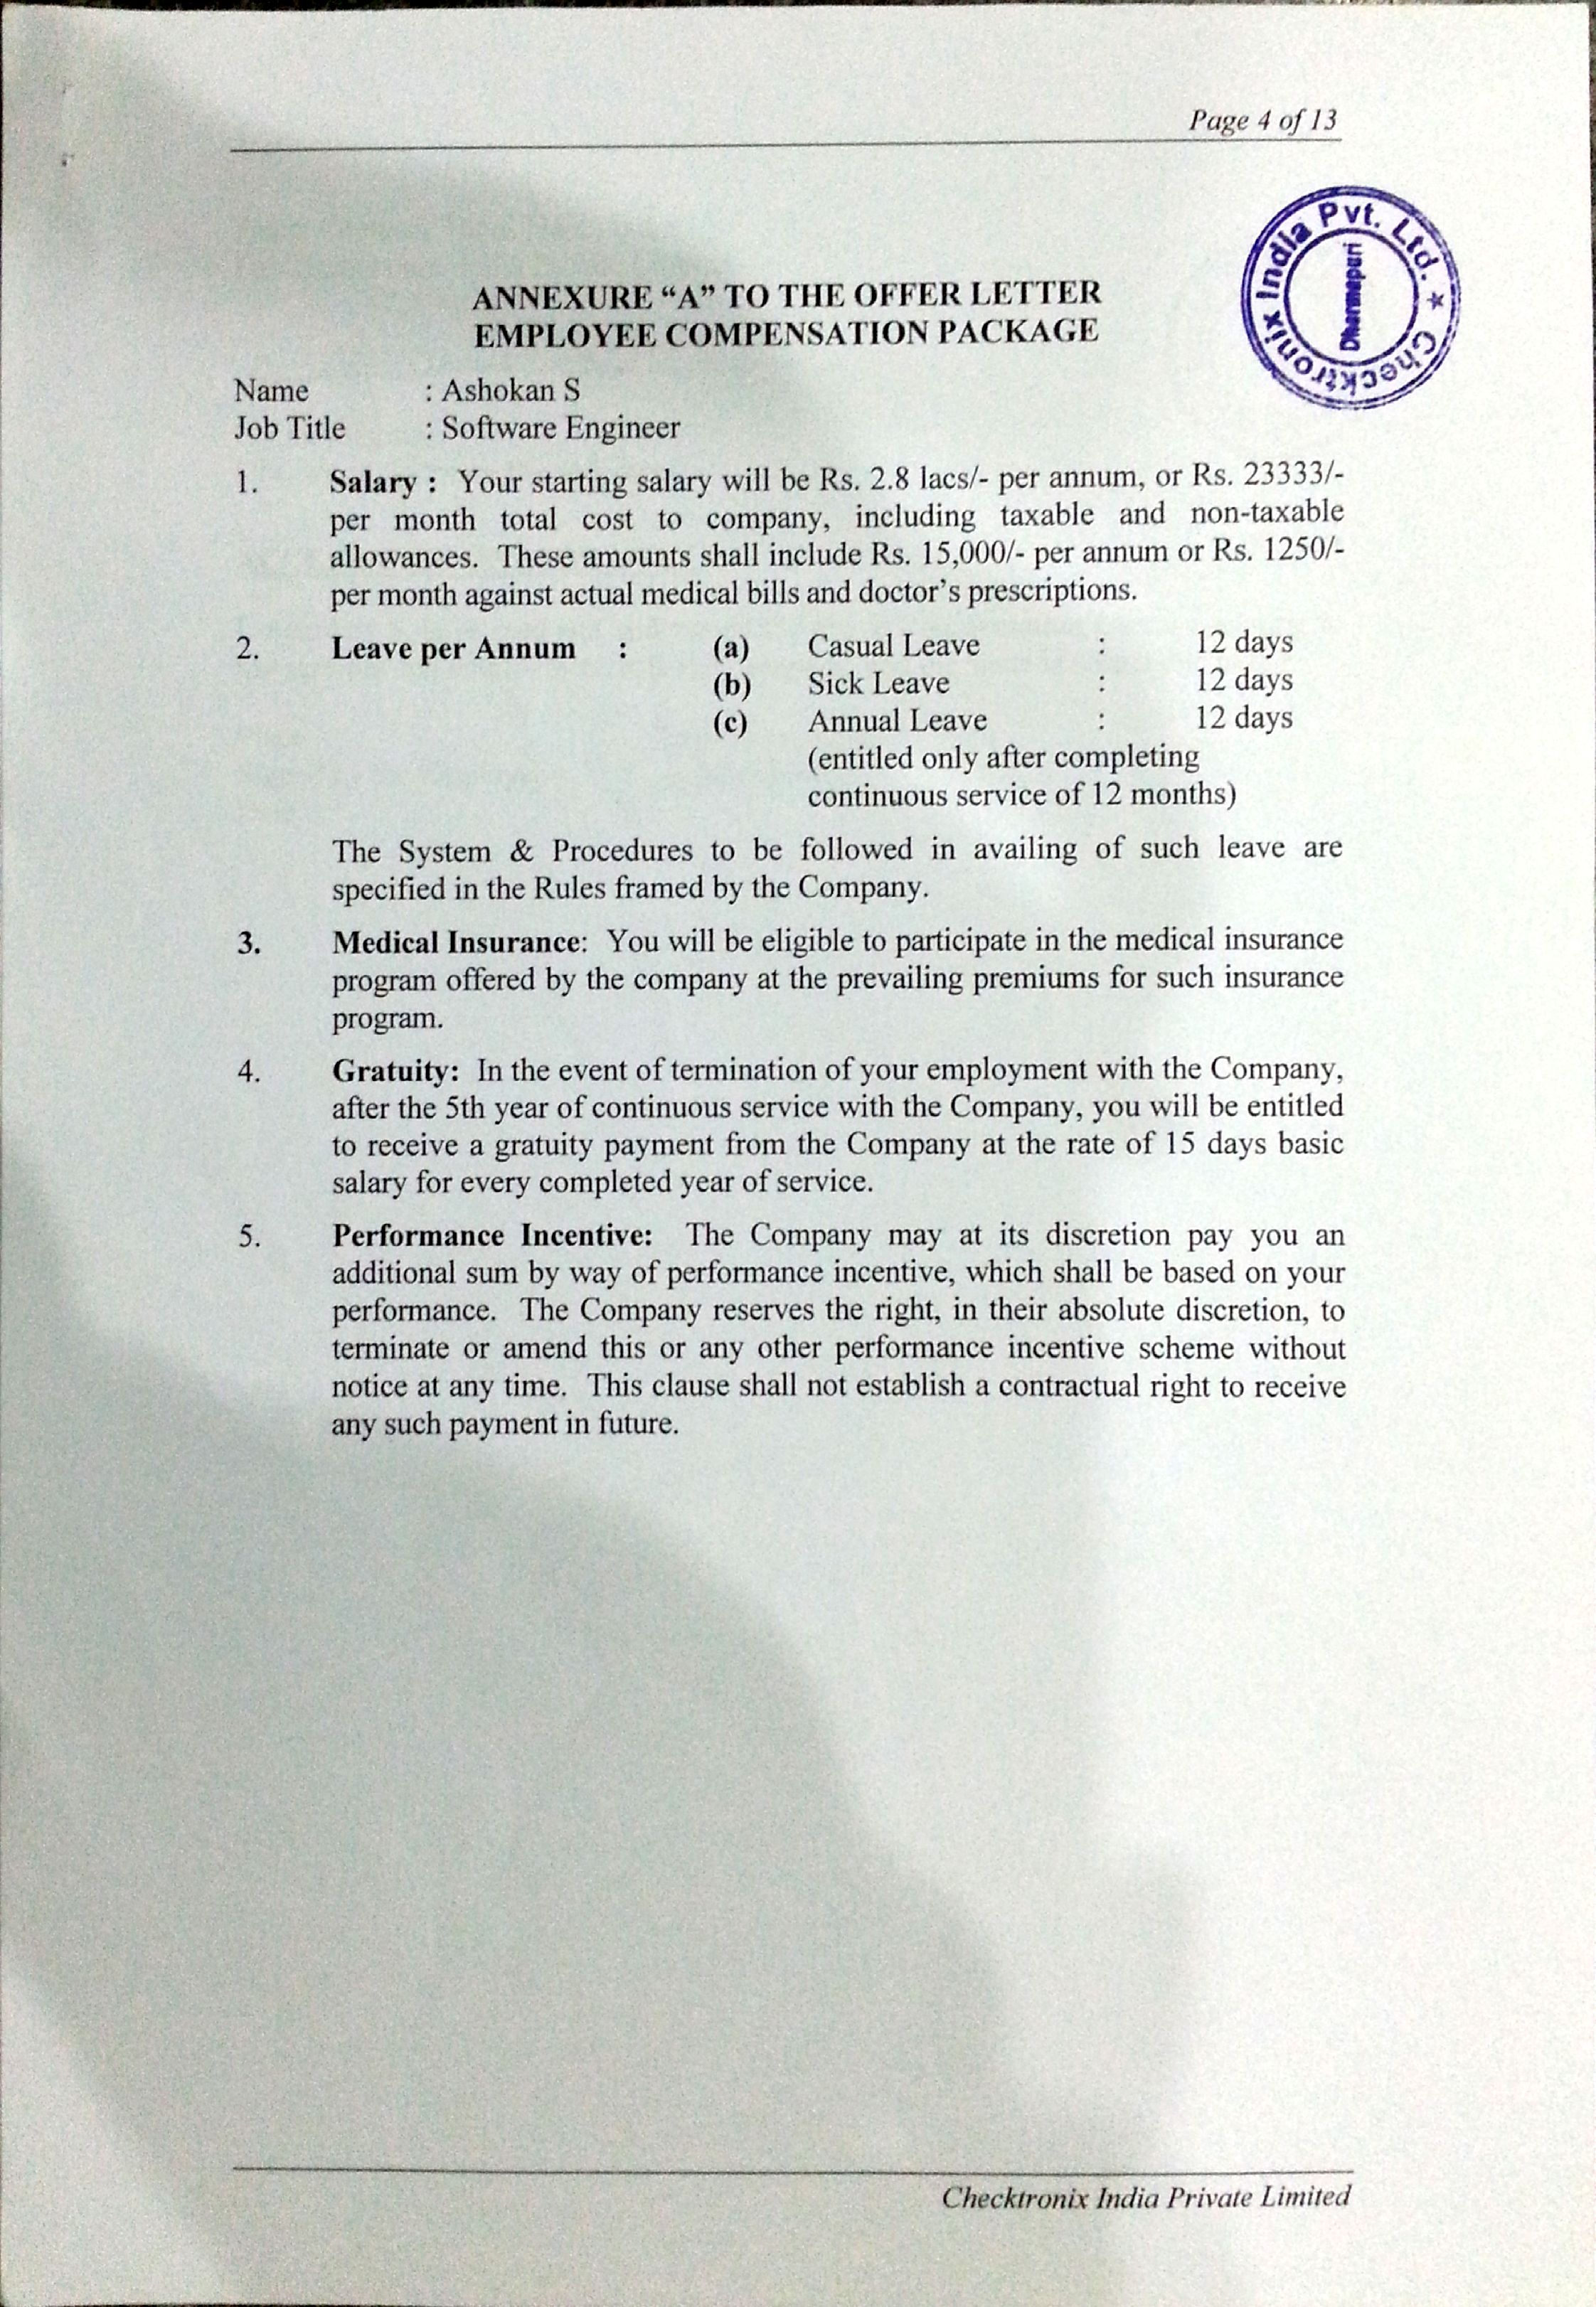 Page 4 of 13
Checktronix India Pvt. Ltd. ★
Dharmapuri
ANNEXURE “A” TO THE OFFER LETTER
EMPLOYEE COMPENSATION PACKAGE
Name : Ashokan S
Job Title : Software Engineer
1. Salary : Your starting salary will be Rs. 2.8 lacs/- per annum, or Rs. 23333/-
per month total cost to company, including taxable and non-taxable
allowances. These amounts shall include Rs. 15,000/- per annum or Rs. 1250/-
per month against actual medical bills and doctor’s prescriptions.
2. Leave per Annum : (a) Casual Leave : 12 days
(b) Sick Leave : 12 days
(c) Annual Leave : 12 days
(entitled only after completing
continuous service of 12 months)
The System & Procedures to be followed in availing of such leave are
specified in the Rules framed by the Company.
3. Medical Insurance: You will be eligible to participate in the medical insurance
program offered by the company at the prevailing premiums for such insurance
program.
4. Gratuity: In the event of termination of your employment with the Company,
after the 5th year of continuous service with the Company, you will be entitled
to receive a gratuity payment from the Company at the rate of 15 days basic
salary for every completed year of service.
5. Performance Incentive: The Company may at its discretion pay you an
additional sum by way of performance incentive, which shall be based on your
performance. The Company reserves the right, in their absolute discretion, to
terminate or amend this or any other performance incentive scheme without
notice at any time. This clause shall not establish a contractual right to receive
any such payment in future.
Checktronix India Private Limited